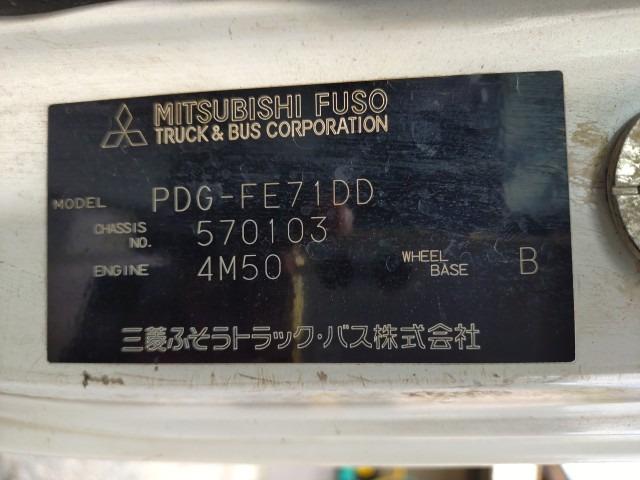 MITSUBISHI FUSO
TRUCK & BUS CORPORATION
MODEL PDG-FE71DD
CHASSIS NO. 570103
ENGINE 4M50 WHEEL BASE B
三菱ふそうトラック・バス株式会社